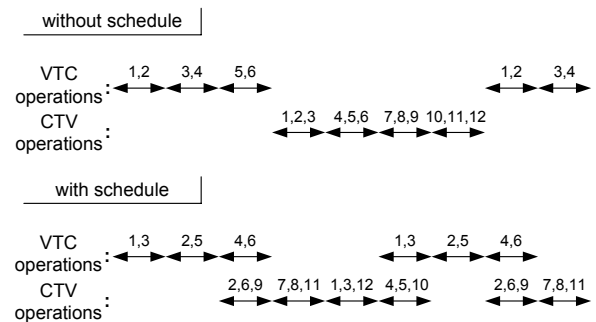 without schedule
VTC operations: 1,2 3,4 5,6 1,2 3,4
CTV operations: 1,2,3 4,5,6 7,8,9 10,11,12
with schedule
VTC operations: 1,3 2,5 4,6 1,3 2,5 4,6
CTV operations: 2,6,9 7,8,11 1,3,12 4,5,10 2,6,9 7,8,11